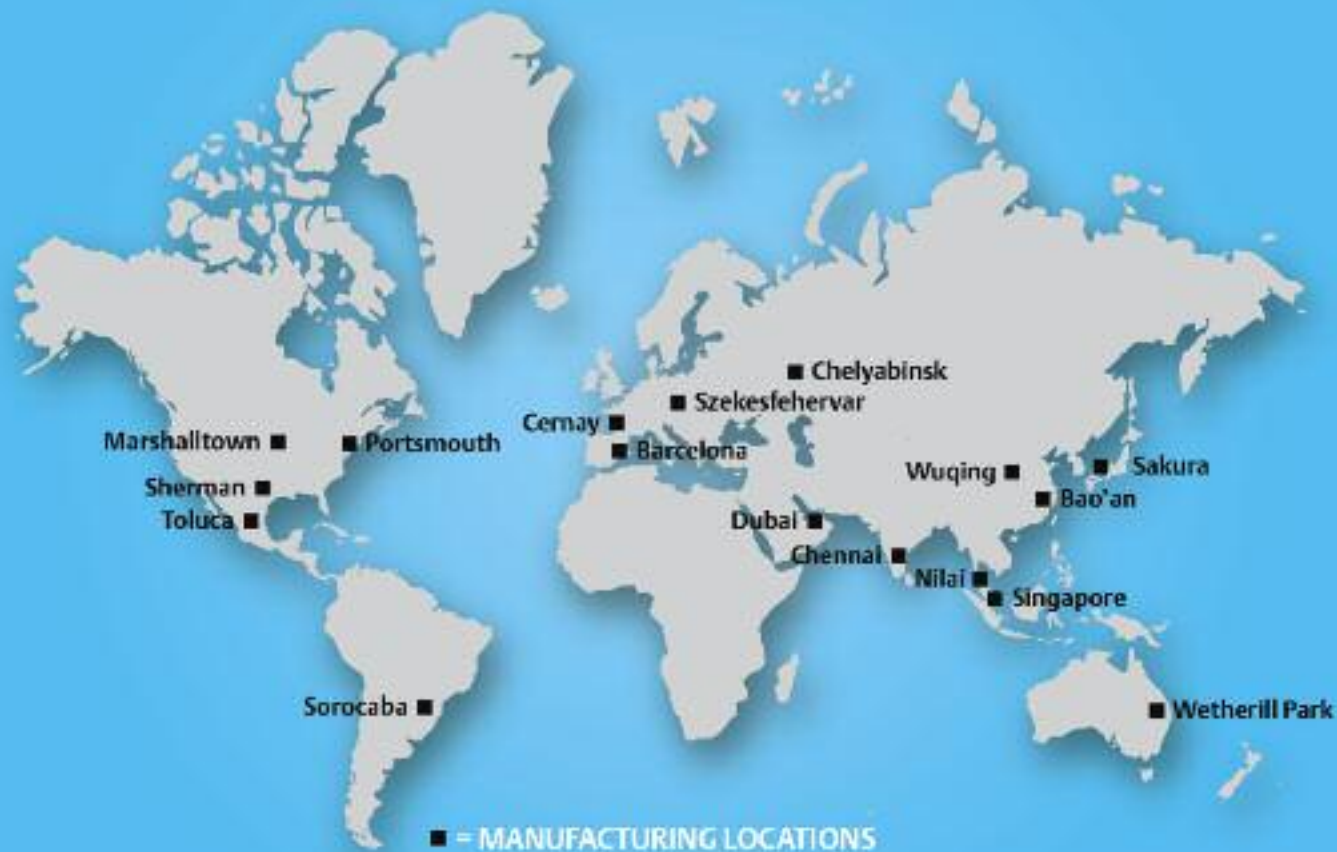 Chelyabinsk
Szekesfehervar
Cernay
Marshalltown
Portsmouth
Barcelona
Wuqing
Sakura
Sherman
Bao'an
Toluca
Dubai
Chennai
Nilai
Singapore
Sorocaba
Wetherill Park
= MANUFACTURING LOCATIONS